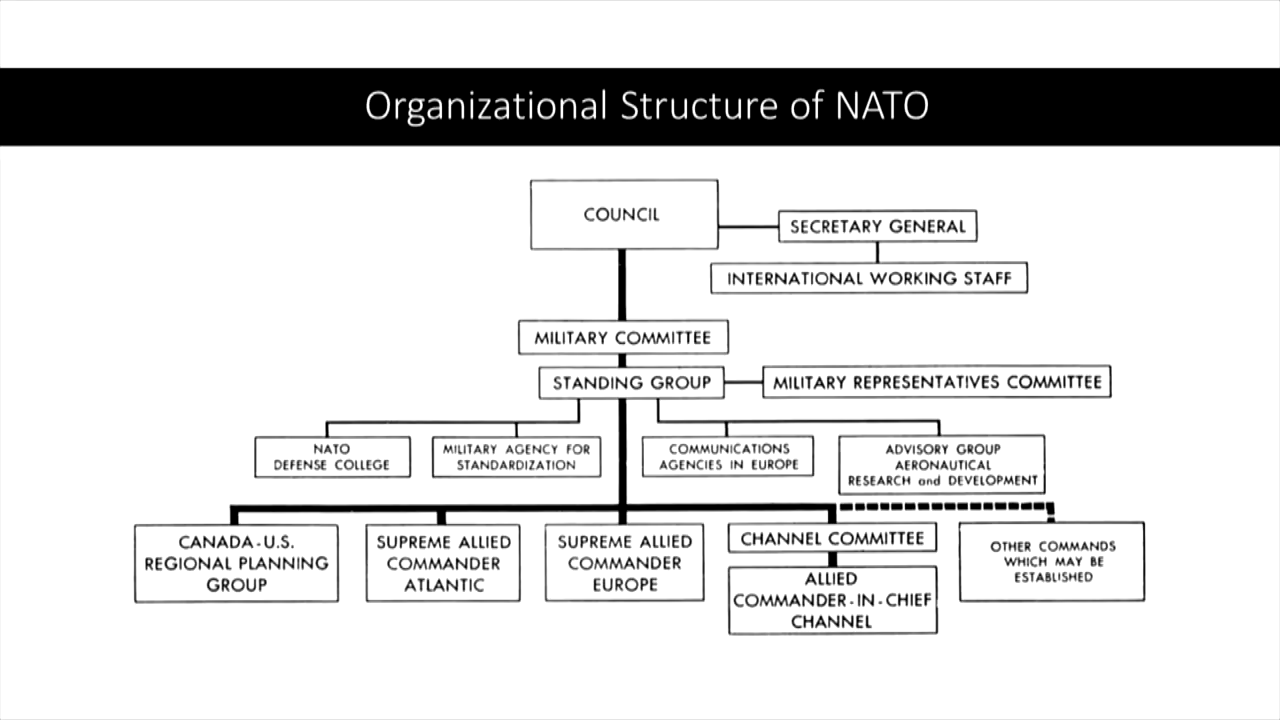 Organizational Structure of NATO
COUNCIL
SECRETARY GENERAL
INTERNATIONAL WORKING STAFF
MILITARY COMMITTEE
STANDING GROUP
MILITARY REPRESENTATIVES COMMITTEE
NATO
DEFENSE COLLEGE
MILITARY AGENCY FOR
STANDARDIZATION
COMMUNICATIONS
AGENCIES IN EUROPE
ADVISORY GROUP
AERONAUTICAL
RESEARCH and DEVELOPMENT
CANADA-U.S.
REGIONAL PLANNING
GROUP
SUPREME ALLIED
COMMANDER
ATLANTIC
SUPREME ALLIED
COMMANDER
EUROPE
CHANNEL COMMITTEE
ALLIED
COMMANDER-IN-CHIEF
CHANNEL
OTHER COMMANDS
WHICH MAY BE
ESTABLISHED